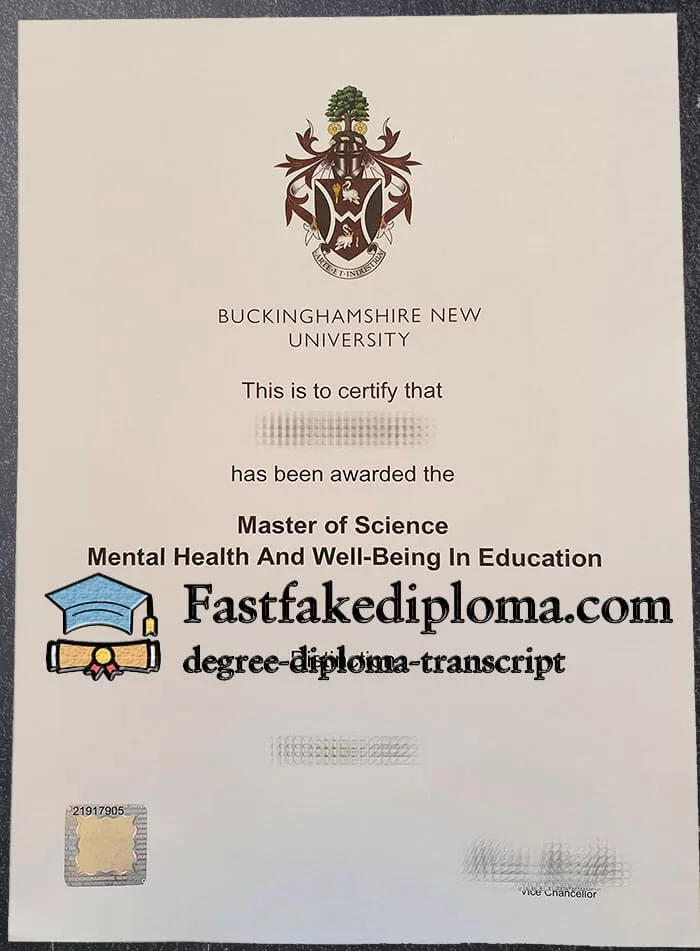 ARTE·ET·INDUSTRIA
BUCKINGHAMSHIRE NEW
UNIVERSITY
This is to certify that
has been awarded the
Master of Science
Mental Health And Well-Being In Education
Fastfakediploma.com
degree-diploma-transcript
21917905
Vice Chancellor